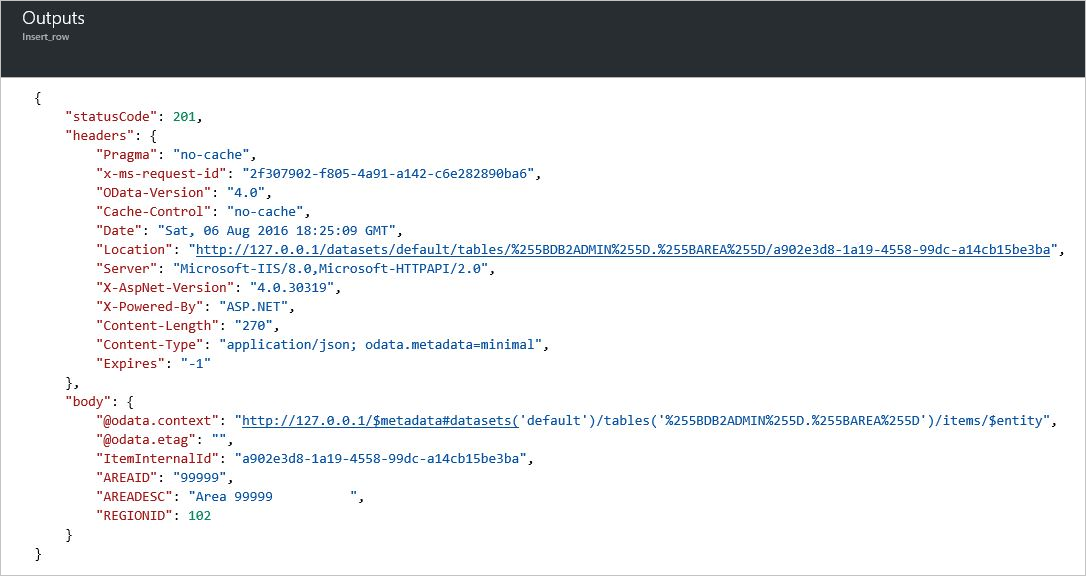 Outputs
Insert_row
{
"statusCode": 201,
"headers": {
"Pragma": "no-cache",
"x-ms-request-id": "2f307902-f805-4a91-a142-c6e282890ba6",
"OData-Version": "4.0",
"Cache-Control": "no-cache",
"Date": "Sat, 06 Aug 2016 18:25:09 GMT",
"Location": "http://127.0.0.1/datasets/default/tables/%255BDB2ADMIN%255D.%255BAREA%255D/a902e3d8-1a19-4558-99dc-a14cb15be3ba",
"Server": "Microsoft-IIS/8.0,Microsoft-HTTPAPI/2.0",
"X-AspNet-Version": "4.0.30319",
"X-Powered-By": "ASP.NET",
"Content-Length": "270",
"Content-Type": "application/json; odata.metadata=minimal",
"Expires": "-1"
},
"body": {
"@odata.context": "http://127.0.0.1/$metadata#datasets('default')/tables('%255BDB2ADMIN%255D.%255BAREA%255D')/items/$entity",
"@odata.etag": "",
"ItemInternalId": "a902e3d8-1a19-4558-99dc-a14cb15be3ba",
"AREAID": "99999",
"AREADESC": "Area 99999          ",
"REGIONID": 102
}
}